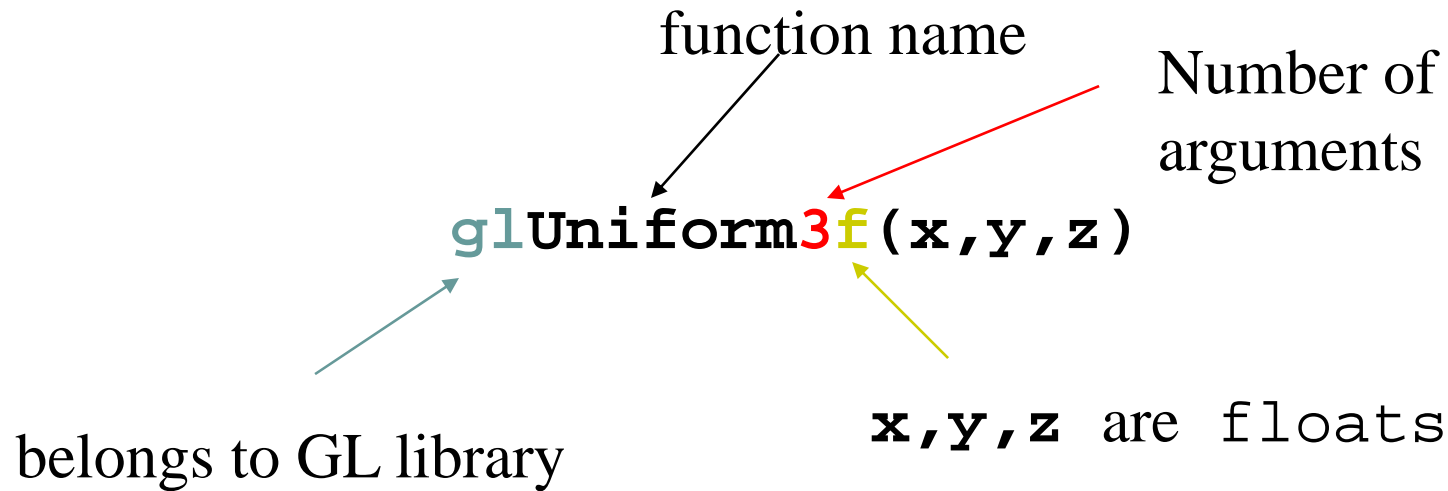 function name
Number of
arguments
glUniform3f(x,y,z)
belongs to GL library
x,y,z are floats